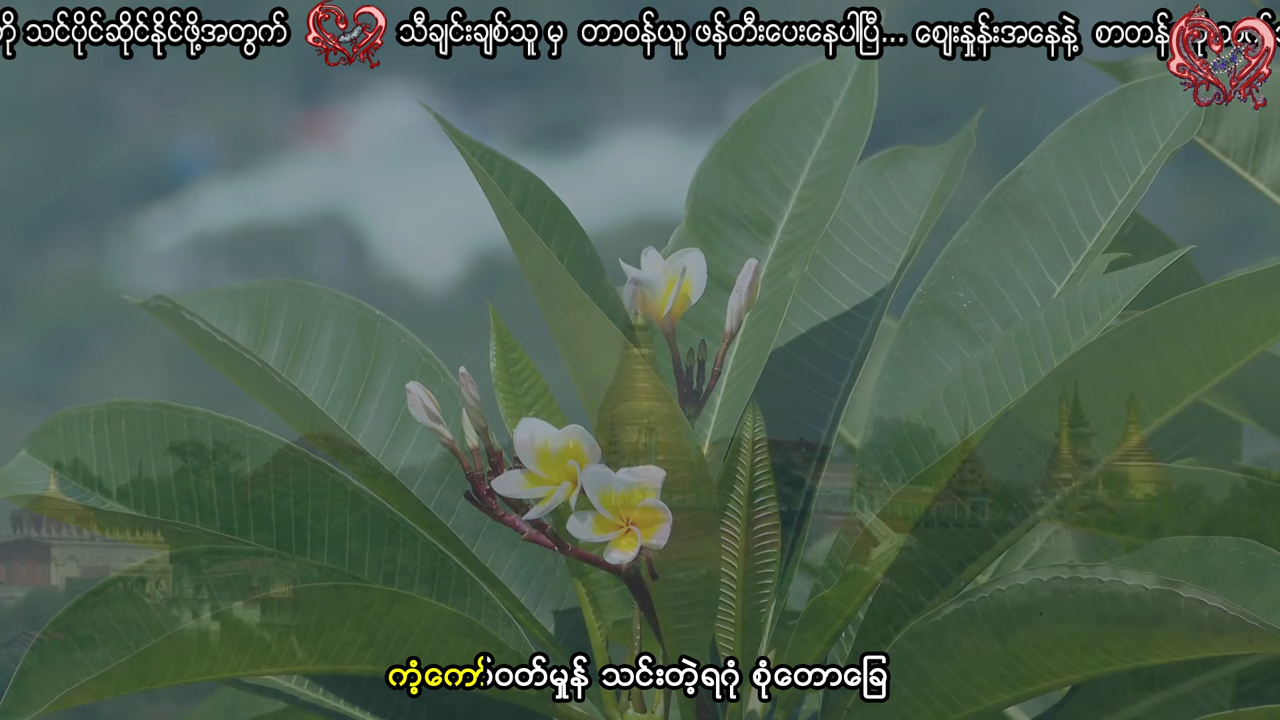 ကို သင်ပိုင်ဆိုင်နိုင်ဖို့အတွက် သီချင်းချစ်သူ မှ တာဝန်ယူ ဖန်တီးပေးနေပါပြီ... ဈေးနှုန်းအနေနဲ့ စာတန်း
ကံ့ကော်ဝတ်မှုန် သင်းတဲ့ရဂုံ စုံတောခြေ